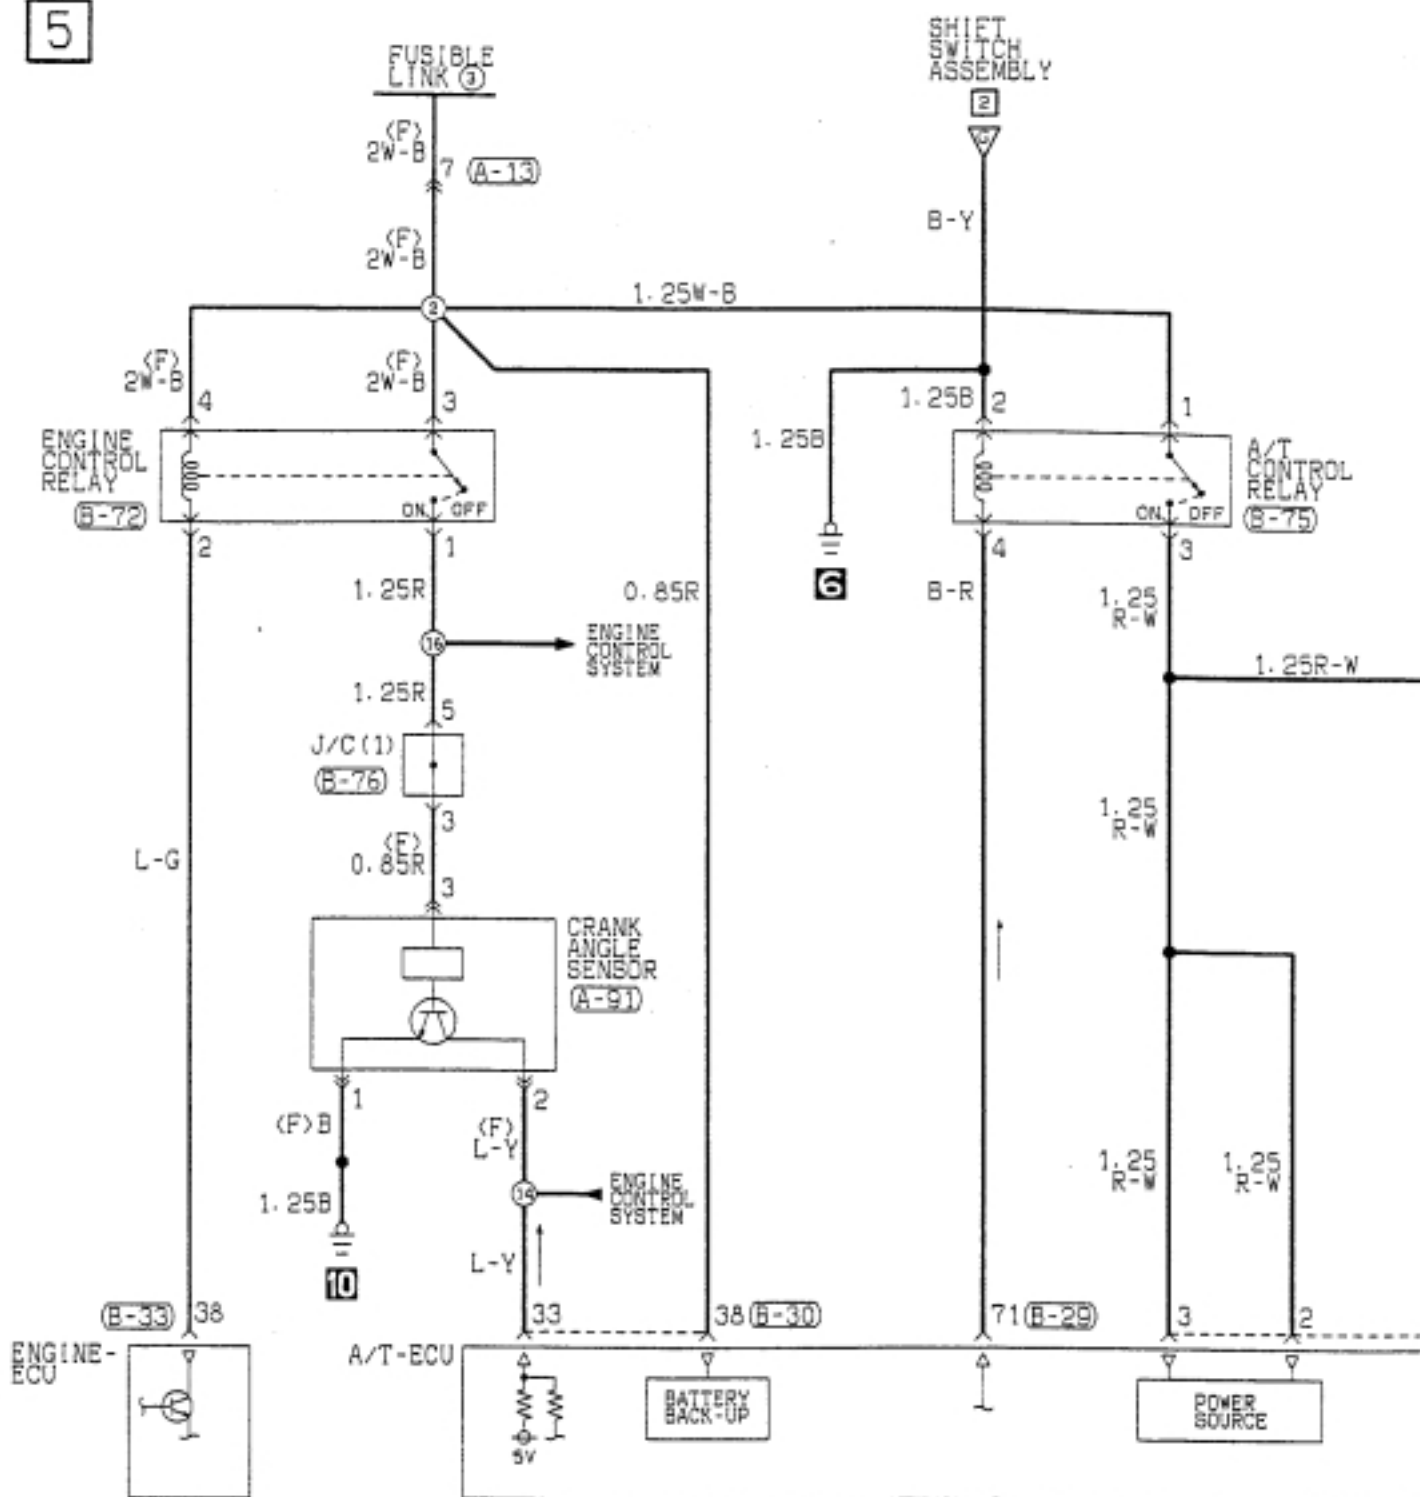 5
FUSIBLE
LINK ③
SHIFT
SWITCH
ASSEMBLY
2
(F)
2W-B
7 A-13
B-Y
(F)
2W-B
2
1.25W-B
(F)
2W-B
4
(F)
2W-B
3
1.25B
2
1
1.25B
ENGINE
CONTROL
RELAY
B-72
ON OFF
A/T
CONTROL
RELAY
B-75
ON OFF
2
1
4
3
6
1.25R
0.85R
B-R
1.25
R-W
16
ENGINE
CONTROL
SYSTEM
1.25R-W
1.25R
5
J/C(1)
B-76
3
1.25
R-W
L-G
(E)
0.85R
3
CRANK
ANGLE
SENSOR
A-91
1
2
(F)B
(F)
L-Y
1.25
R-W
1.25
R-W
1.25B
14
ENGINE
CONTROL
SYSTEM
10
L-Y
B-33 38
33
38 B-30
71 B-29
3
2
ENGINE-
ECU
A/T-ECU
5V
BATTERY
BACK-UP
POWER
SOURCE